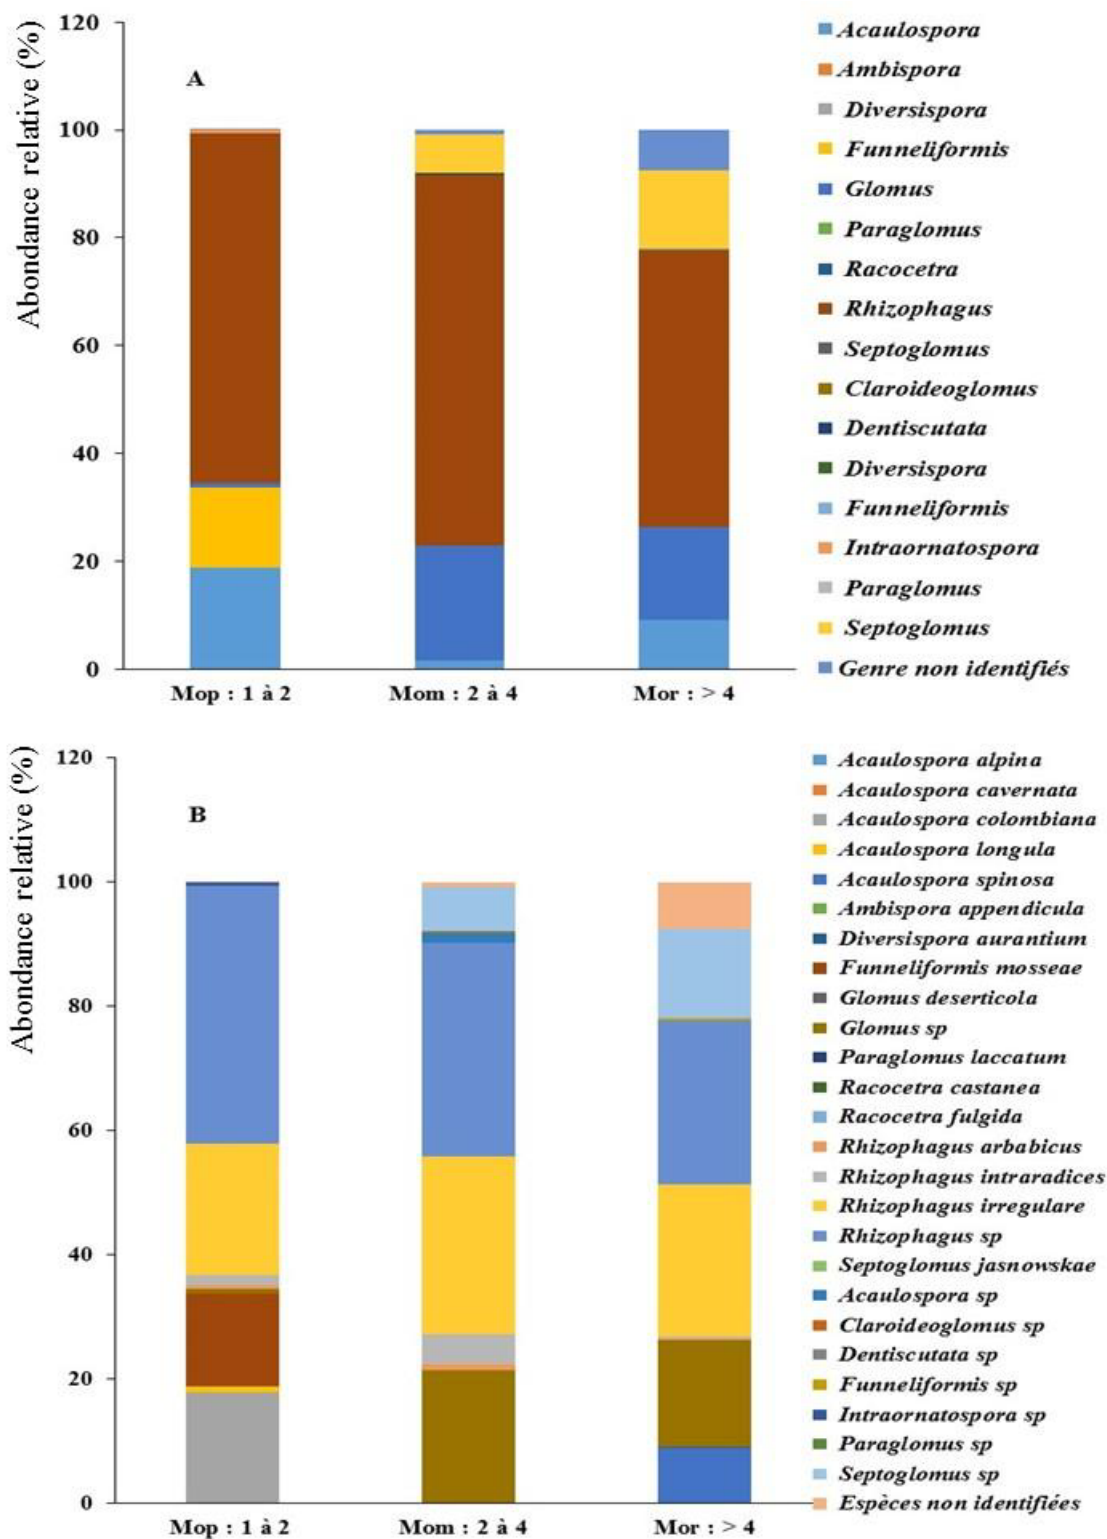 Abondance relative (%)
120
100
80
60
40
20
0
A
Mop : 1 à 2
Mom : 2 à 4
Mor : > 4
Acaulospora
Ambispora
Diversispora
Funneliformis
Glomus
Paraglomus
Racocetra
Rhizophagus
Septoglomus
Claroideoglomus
Dentiscutata
Diversispora
Funneliformis
Intraornatospora
Paraglomus
Septoglomus
Genre non identifiés
Abondance relative (%)
120
100
80
60
40
20
0
B
Mop : 1 à 2
Mom : 2 à 4
Mor : > 4
Acaulospora alpina
Acaulospora cavernata
Acaulospora colombiana
Acaulospora longula
Acaulospora spinosa
Ambispora appendicula
Diversispora aurantium
Funneliformis mosseae
Glomus deserticola
Glomus sp
Paraglomus laccatum
Racocetra castanea
Racocetra fulgida
Rhizophagus arbabicus
Rhizophagus intraradices
Rhizophagus irregulare
Rhizophagus sp
Septoglomus jasnowskae
Acaulospora sp
Claroideoglomus sp
Dentiscutata sp
Funneliformis sp
Intraornatospora sp
Paraglomus sp
Septoglomus sp
Espèces non identifiées